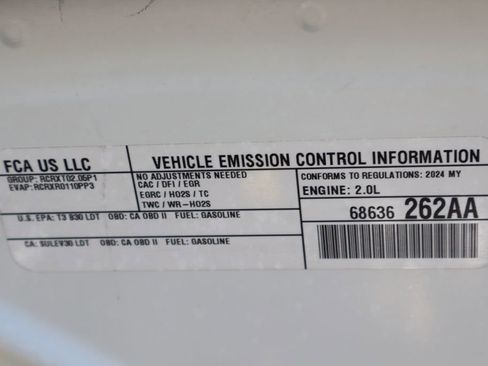 FCA US LLC
GROUP: RCRXT02.05P1
EVAP: RCRXR0110PP3
VEHICLE EMISSION CONTROL INFORMATION
NO ADJUSTMENTS NEEDED
CAC / DFI / EGR
EGRC / HO2S / TC
TWC / WR-HO2S
CONFORMS TO REGULATIONS: 2024 MY
ENGINE: 2.0L
U.S. EPA: T3 B30 LDT OBD: CA OBD II FUEL: GASOLINE
CA: SULEV30 LDT OBD: CA OBD II FUEL: GASOLINE
68636 262AA